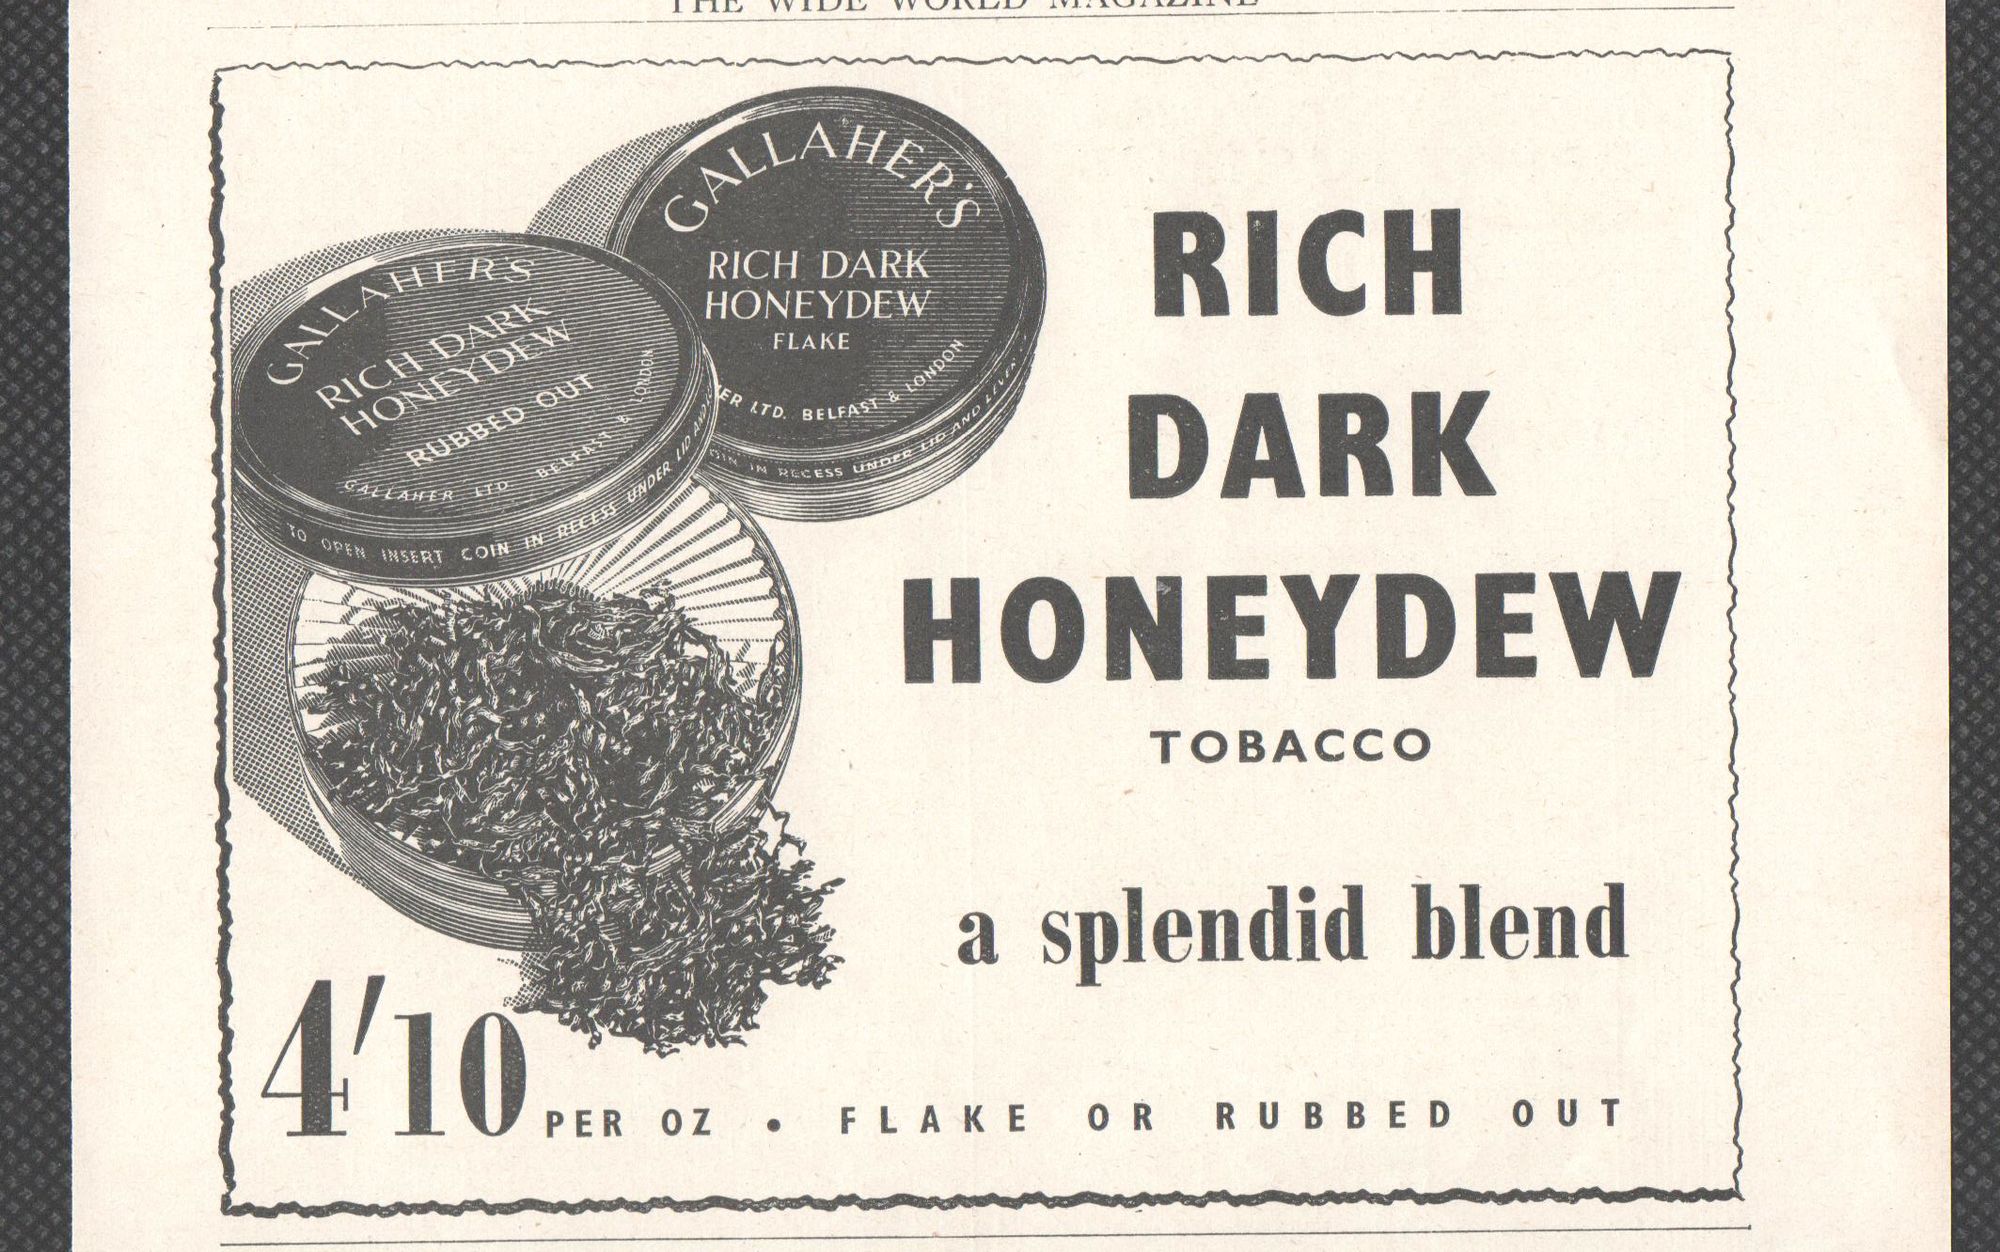 THE WIDE WORLD MAGAZINE
GALLAHER'S
RICH DARK
HONEYDEW
FLAKE
LTD. BELFAST & LONDON
IN RECESS UNDER LID AND LEVER
GALLAHER'S
RICH DARK
HONEYDEW
RUBBED OUT
GALLAHER LTD BELFAST & LONDON
TO OPEN INSERT COIN IN RECESS UNDER LID AND
RICH
DARK
HONEYDEW
TOBACCO
a splendid blend
4'10 PER OZ • FLAKE OR RUBBED OUT